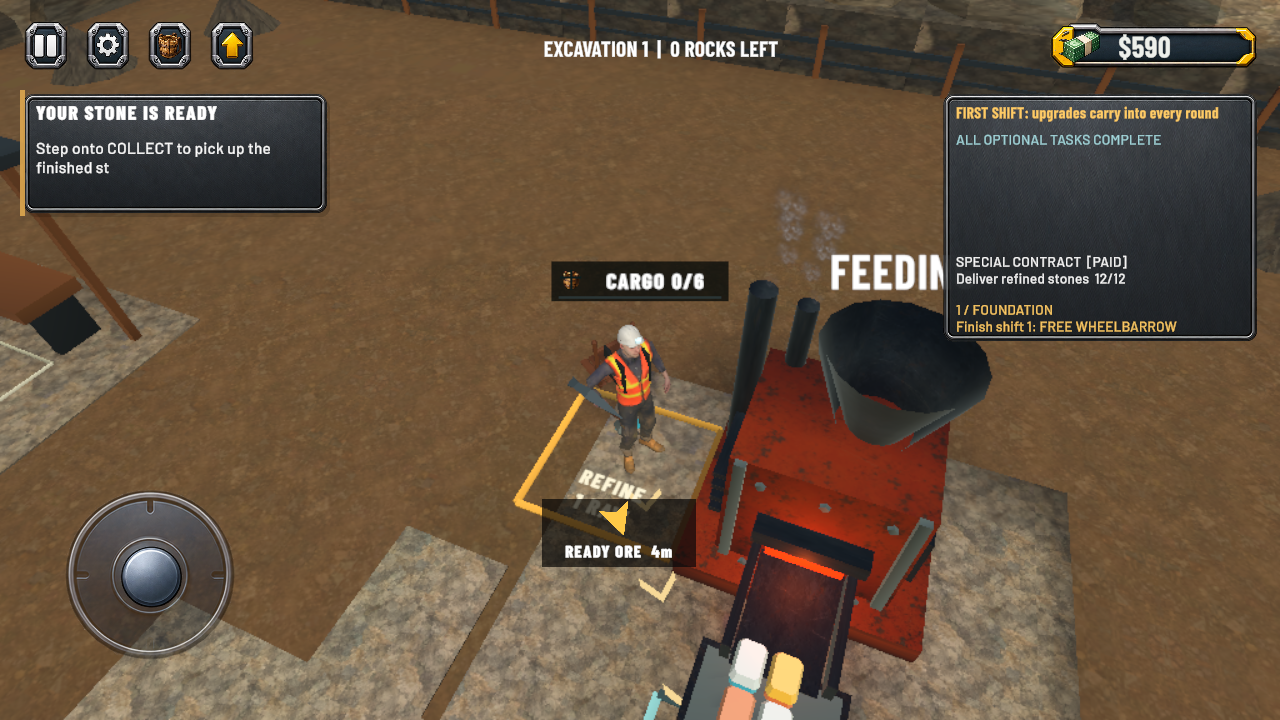 EXCAVATION 1 | 0 ROCKS LEFT
$590
YOUR STONE IS READY
Step onto COLLECT to pick up the
finished st
FIRST SHIFT: upgrades carry into every round
ALL OPTIONAL TASKS COMPLETE
SPECIAL CONTRACT [PAID]
Deliver refined stones 12/12
1 / FOUNDATION
Finish shift 1: FREE WHEELBARROW
CARGO 0/6
FEEDIN
REFINE /
READY ORE 4m